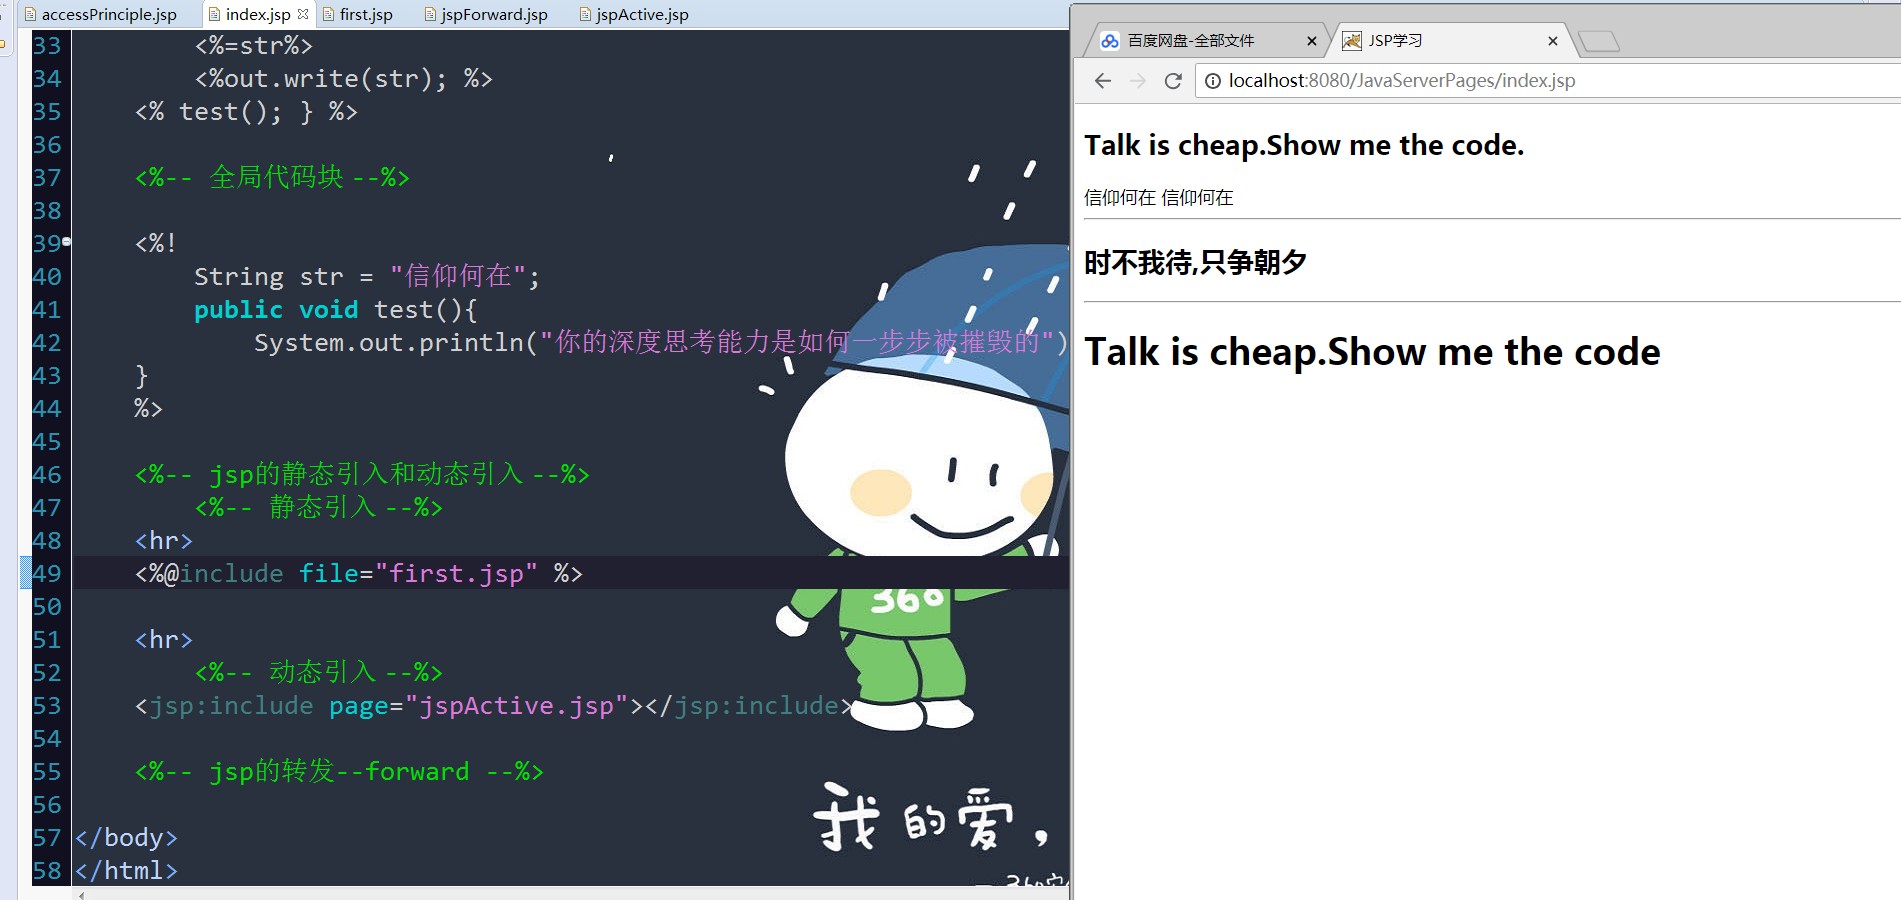 accessPrinciple.jsp
index.jsp
first.jsp
jspForward.jsp
jspActive.jsp
33 <%=str%>
34 <%out.write(str); %>
35 <% test(); } %>
36
37 <%-- 全局代码块 --%>
38
39 <%!
40 String str = "信仰何在";
41 public void test(){
42 System.out.println("你的深度思考能力是如何一步步被摧毁的")
43 }
44 %>
45
46 <%-- jsp的静态引入和动态引入 --%>
47 <%-- 静态引入 --%>
48 <hr>
49 <%@include file="first.jsp" %>
50
51 <hr>
52 <%-- 动态引入 --%>
53 <jsp:include page="jspActive.jsp"></jsp:include>
54
55 <%-- jsp的转发--forward --%>
56
57 </body>
58 </html>
360
我的爱，
百度网盘-全部文件
JSP学习
localhost:8080/JavaServerPages/index.jsp
Talk is cheap.Show me the code.
信仰何在 信仰何在
时不我待,只争朝夕
Talk is cheap.Show me the code